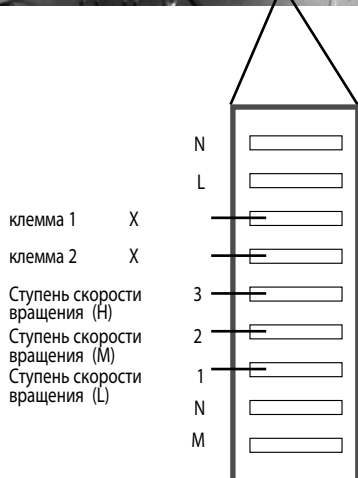 N
L
клемма 1 X
клемма 2 X
Ступень скорости
вращения (H)
3
Ступень скорости
вращения (M)
2
Ступень скорости
вращения (L)
1
N
M